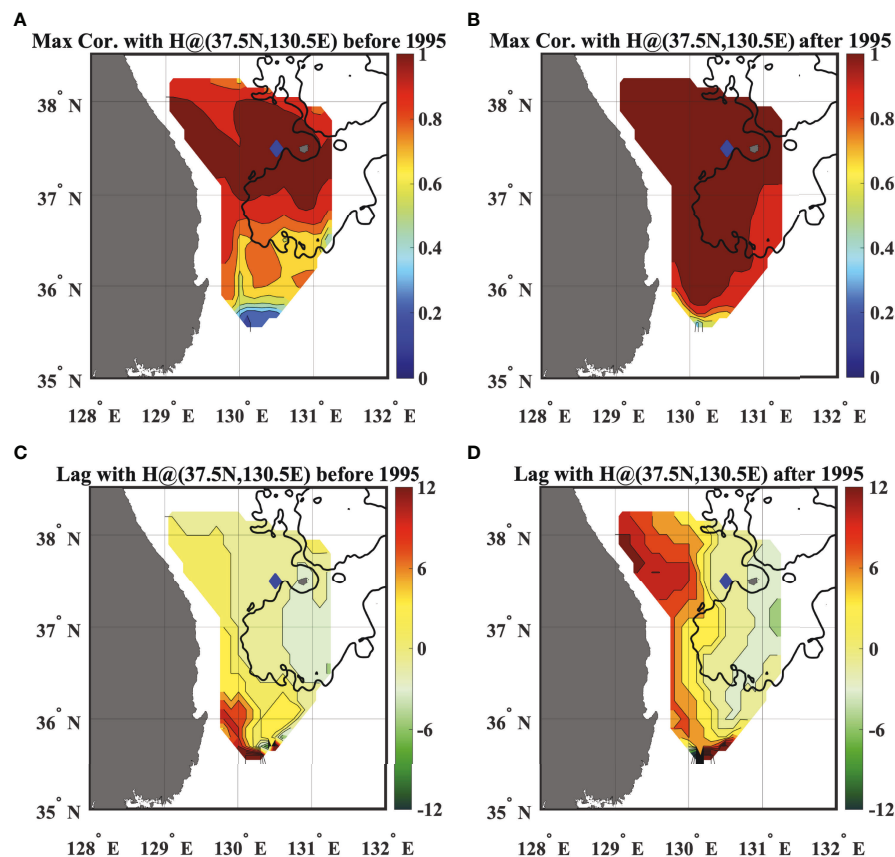 A
Max Cor. with H@(37.5N,130.5E) before 1995
38° N
37° N
36° N
35° N
128° E 129° E 130° E 131° E 132° E
1
0.8
0.6
0.4
0.2
0
B
Max Cor. with H@(37.5N,130.5E) after 1995
38° N
37° N
36° N
35° N
128° E 129° E 130° E 131° E 132° E
1
0.8
0.6
0.4
0.2
0
C
Lag with H@(37.5N,130.5E) before 1995
38° N
37° N
36° N
35° N
128° E 129° E 130° E 131° E 132° E
12
6
0
-6
-12
D
Lag with H@(37.5N,130.5E) after 1995
38° N
37° N
36° N
35° N
128° E 129° E 130° E 131° E 132° E
12
6
0
-6
-12